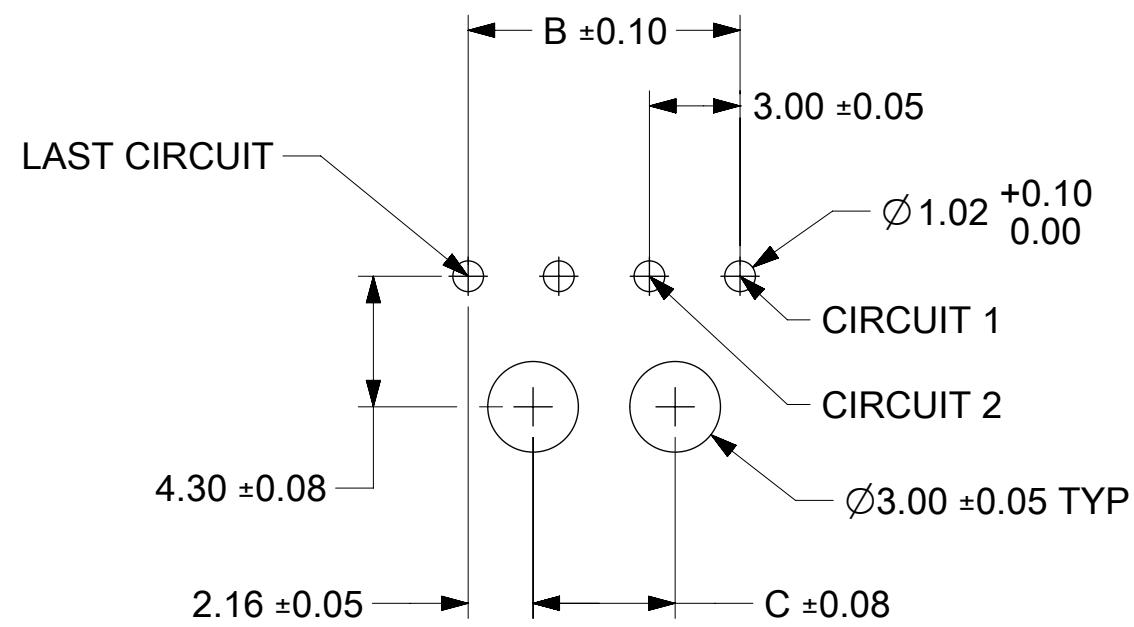 B ±0.10
3.00 ±0.05
LAST CIRCUIT
∅1.02 +0.10
0.00
CIRCUIT 1
CIRCUIT 2
4.30 ±0.08
∅3.00 ±0.05 TYP
2.16 ±0.05
C ±0.08